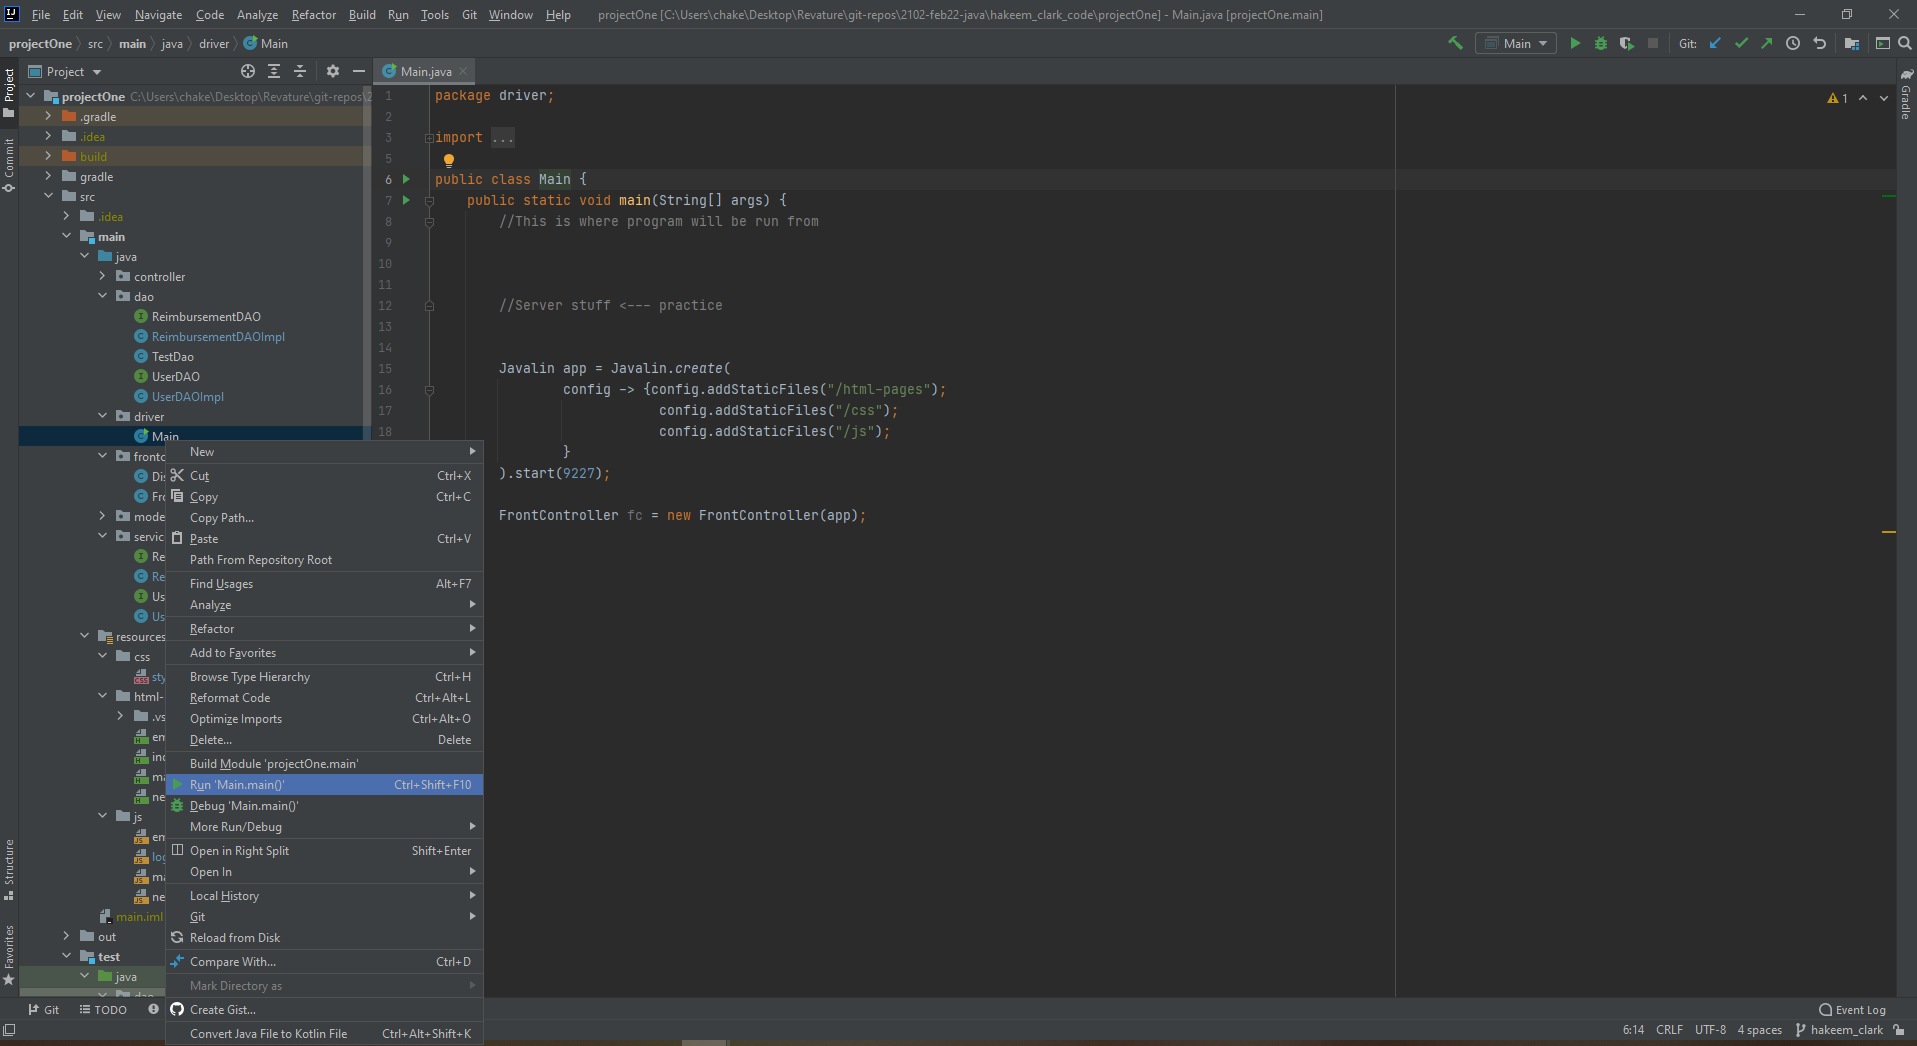 File Edit View Navigate Code Analyze Refactor Build Run Tools Git Window Help projectOne [C:\Users\chake\Desktop\Revature\git-repos\2102-feb22-java\hakeem_clark_code\projectOne] - Main.java [projectOne.main]
projectOne src main java driver Main
Main Git:
Project
Main.java
projectOne C:\Users\chake\Desktop\Revature\git-repos\2
.gradle
.idea
build
gradle
src
.idea
main
java
controller
dao
ReimbursementDAO
ReimbursementDAOImpl
TestDao
UserDAO
UserDAOImpl
driver
Main
frontc
Dis
Fro
mode
servic
Re
Re
Us
Us
resources
css
sty
html-
.vs
em
ind
ma
ne
js
em
log
ma
ne
main.iml
out
test
java
dao
1 package driver;
2
3 import ...
5
6 public class Main {
7 public static void main(String[] args) {
8 //This is where program will be run from
9
10
11
12 //Server stuff <--- practice
13
14
15 Javalin app = Javalin.create(
16 config -> {config.addStaticFiles("/html-pages");
17 config.addStaticFiles("/css");
18 config.addStaticFiles("/js");
}
).start(9227);
FrontController fc = new FrontController(app);
1
New
Cut Ctrl+X
Copy Ctrl+C
Copy Path...
Paste Ctrl+V
Path From Repository Root
Find Usages Alt+F7
Analyze
Refactor
Add to Favorites
Browse Type Hierarchy Ctrl+H
Reformat Code Ctrl+Alt+L
Optimize Imports Ctrl+Alt+O
Delete... Delete
Build Module 'projectOne.main'
Run 'Main.main()' Ctrl+Shift+F10
Debug 'Main.main()'
More Run/Debug
Open in Right Split Shift+Enter
Open In
Local History
Git
Reload from Disk
Compare With... Ctrl+D
Mark Directory as
Create Gist...
Convert Java File to Kotlin File Ctrl+Alt+Shift+K
Project
Commit
Structure
Favorites
Gradle
Git TODO
Event Log
6:14 CRLF UTF-8 4 spaces hakeem_clark